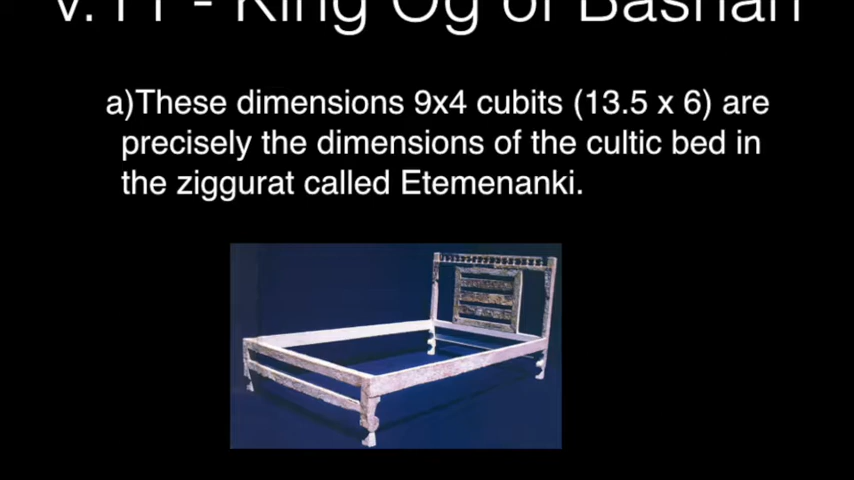 v.11 - King Og of Bashan
a)These dimensions 9x4 cubits (13.5 x 6) are
precisely the dimensions of the cultic bed in
the ziggurat called Etemenanki.